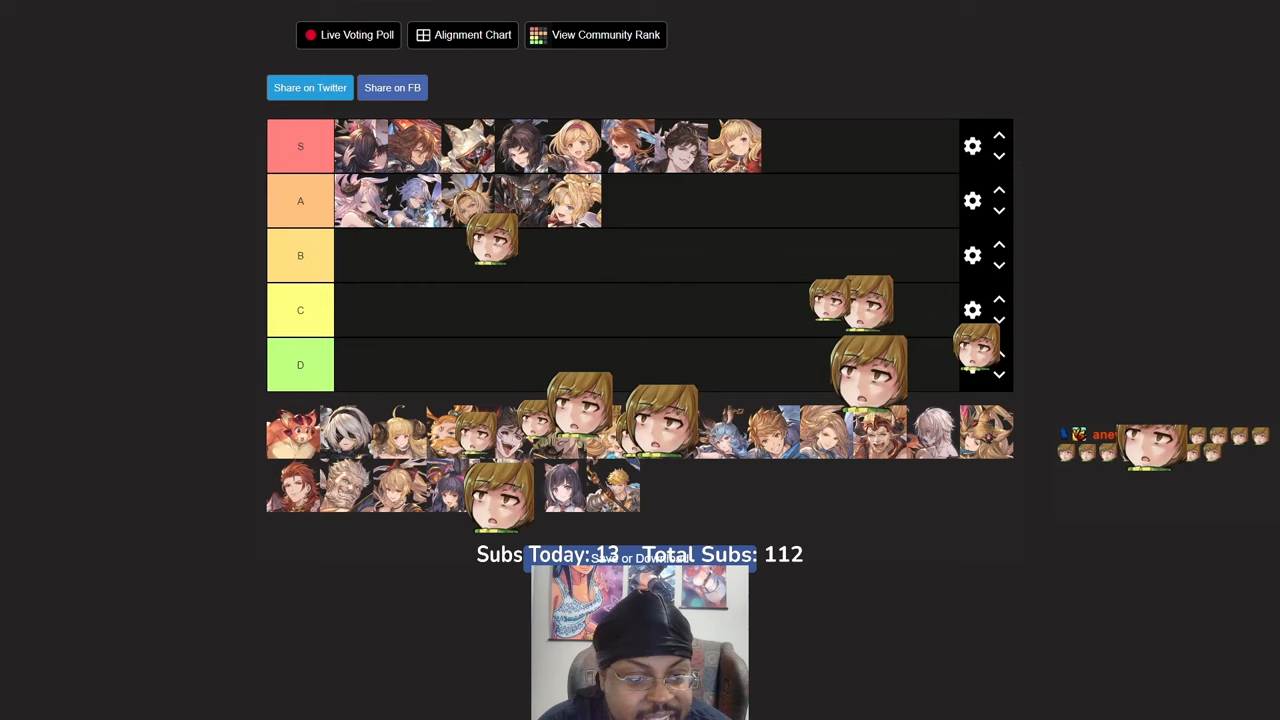 Live Voting Poll
Alignment Chart
View Community Rank
Share on Twitter
Share on FB
S
A
B
C
D
Subs Today: 13 Total Subs: 112